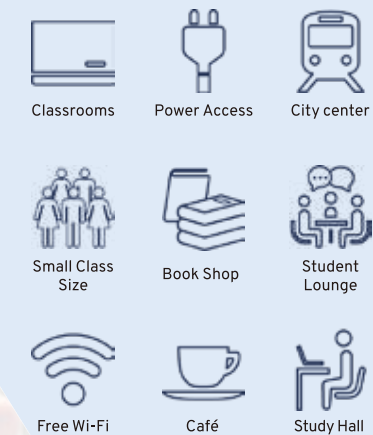 Classrooms
Power Access
City center
Small Class
Size
Book Shop
Student
Lounge
Free Wi-Fi
Café
Study Hall